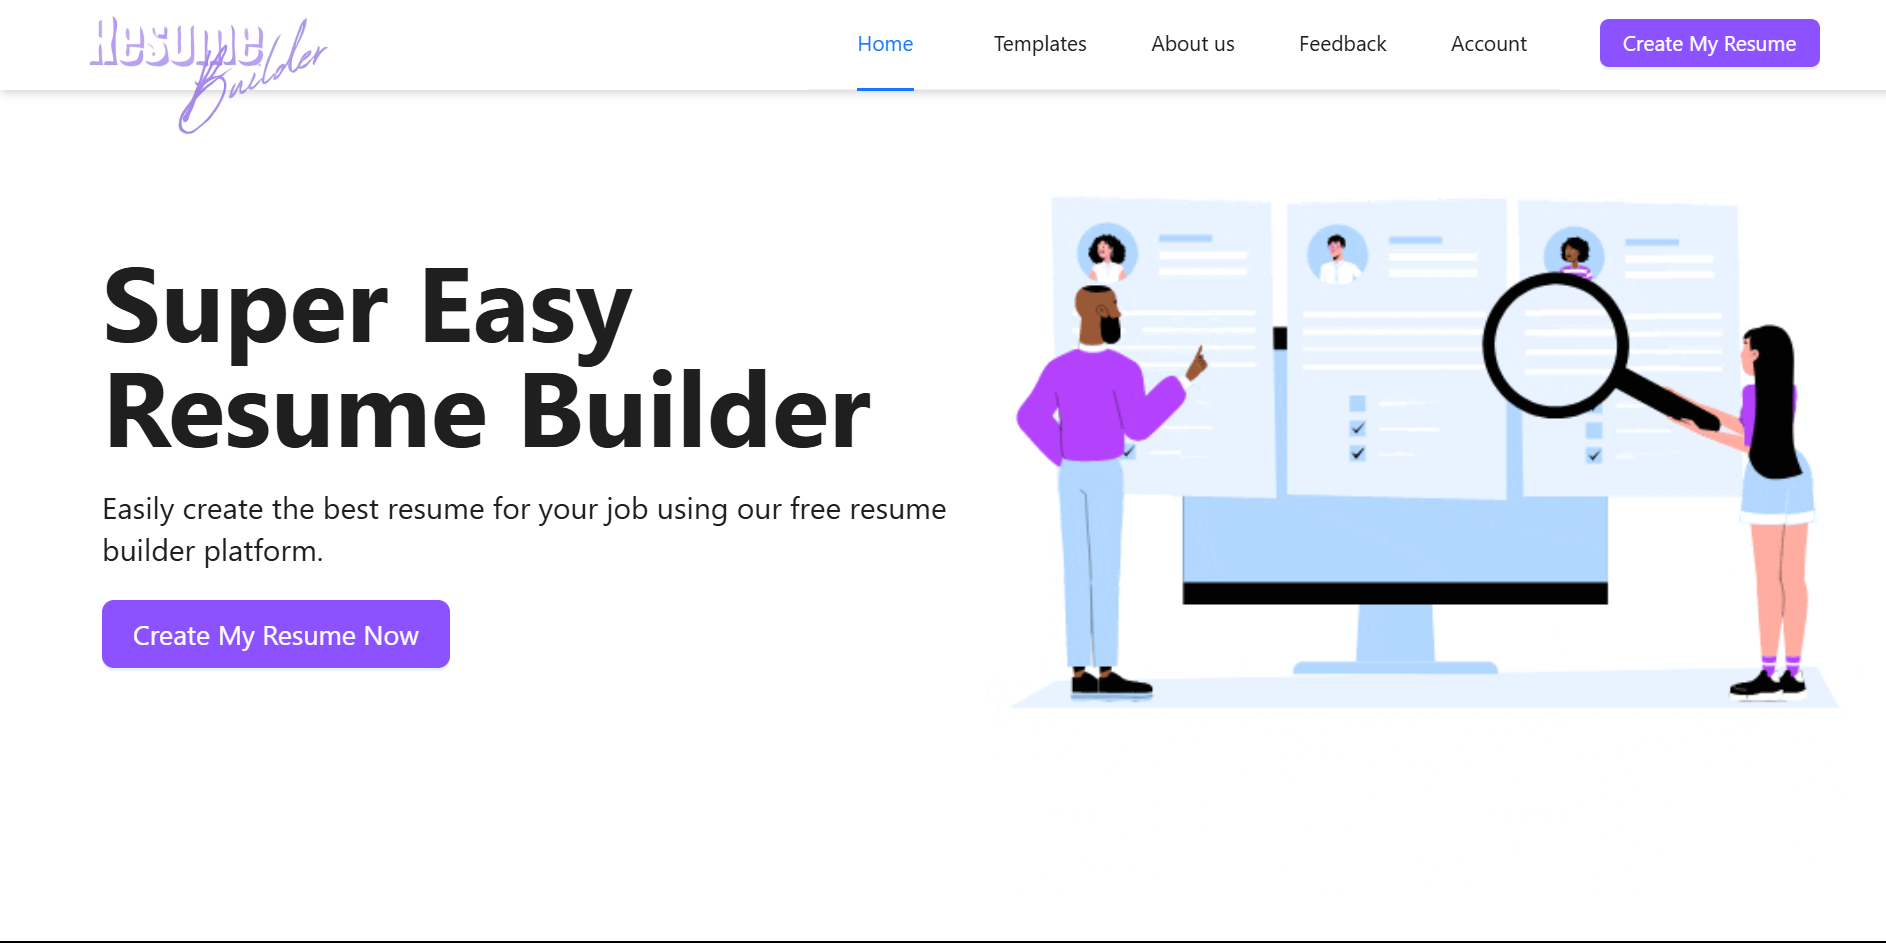 Resume
Builder
Home
Templates
About us
Feedback
Account
Create My Resume
Super Easy
Resume Builder
Easily create the best resume for your job using our free resume
builder platform.
Create My Resume Now